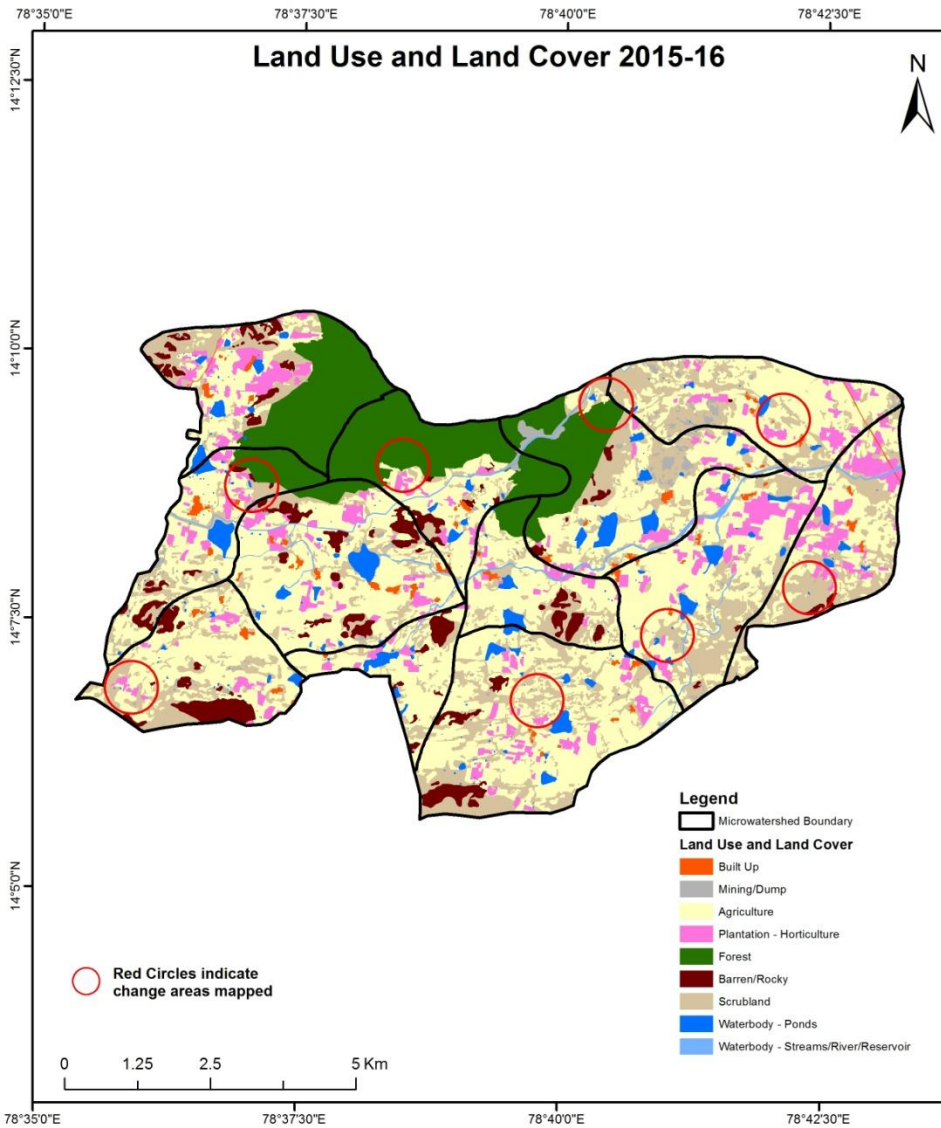 78°35'0"E 78°37'30"E 78°40'0"E 78°42'30"E
Land Use and Land Cover 2015-16
N
14°12'30"N
14°10'0"N
14°7'30"N
14°5'0"N
Legend
Microwatershed Boundary
Land Use and Land Cover
Built Up
Mining/Dump
Agriculture
Plantation - Horticulture
Forest
Barren/Rocky
Scrubland
Waterbody - Ponds
Waterbody - Streams/River/Reservoir
Red Circles indicate
change areas mapped
0 1.25 2.5 5 Km
78°35'0"E 78°37'30"E 78°40'0"E 78°42'30"E